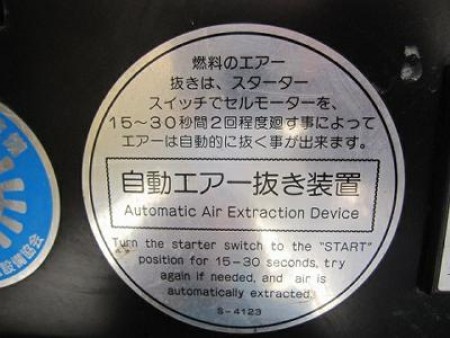 燃料のエアー
抜きは、スターター
スイッチでセルモーターを、
15～30秒間2回程度廻す事によって
エアーは自動的に抜く事が出来ます。
自動エアー抜き装置
Automatic Air Extraction Device
Turn the starter switch to the "START"
position for 15-30 seconds, try
again if needed, and air is
automatically extracted.
S-4123